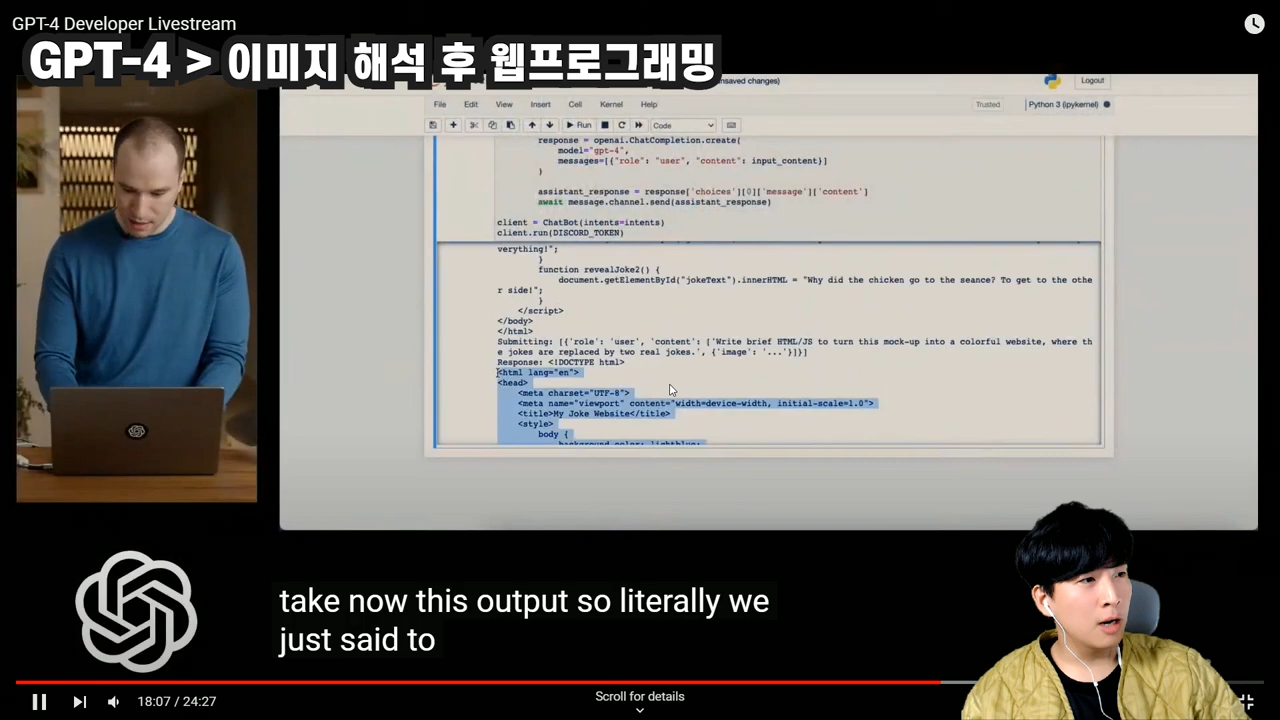 GPT-4 Developer Livestream
GPT-4 > 이미지 해석 후 웹프로그래밍
nsaved changes)
Logout
File Edit View Insert Cell Kernel Help
Trusted
Python 3 (ipykernel)
Run
Code
response = openai.ChatCompletion.create(
model="gpt-4",
messages=[{"role": "user", "content": input_content}]
)
assistant_response = response['choices'][0]['message']['content']
await message.channel.send(assistant_response)
client = ChatBot(intents=intents)
client.run(DISCORD_TOKEN)
verything!";
}
function revealJoke2() {
document.getElementById("jokeText").innerHTML = "Why did the chicken go to the seance? To get to the othe
r side!";
}
</script>
</body>
</html>
Submitting: [{'role': 'user', 'content': ['Write brief HTML/JS to turn this mock-up into a colorful website, where th
e jokes are replaced by two real jokes.', {'image': '...'}]}]
Response: <!DOCTYPE html>
<html lang="en">
<head>
<meta charset="UTF-8">
<meta name="viewport" content="width=device-width, initial-scale=1.0">
<title>My Joke Website</title>
<style>
body {
background-color: lightblue;
take now this output so literally we
just said to
18:07 / 24:27
Scroll for details